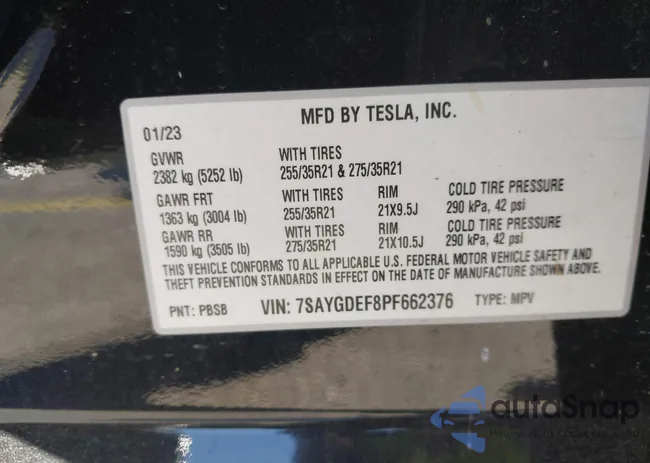 MFD BY TESLA, INC.
01/23
GVWR WITH TIRES
2382 kg (5252 lb) 255/35R21 & 275/35R21
GAWR FRT WITH TIRES RIM COLD TIRE PRESSURE
1363 kg (3004 lb) 255/35R21 21X9.5J 290 kPa, 42 psi
GAWR RR WITH TIRES RIM COLD TIRE PRESSURE
1590 kg (3505 lb) 275/35R21 21X10.5J 290 kPa, 42 psi
THIS VEHICLE CONFORMS TO ALL APPLICABLE U.S. FEDERAL MOTOR VEHICLE SAFETY AND
THEFT PREVENTION STANDARDS IN EFFECT ON THE DATE OF MANUFACTURE SHOWN ABOVE.
PNT: PBSB VIN: 7SAYGDEF8PF662376 TYPE: MPV
autoSnap